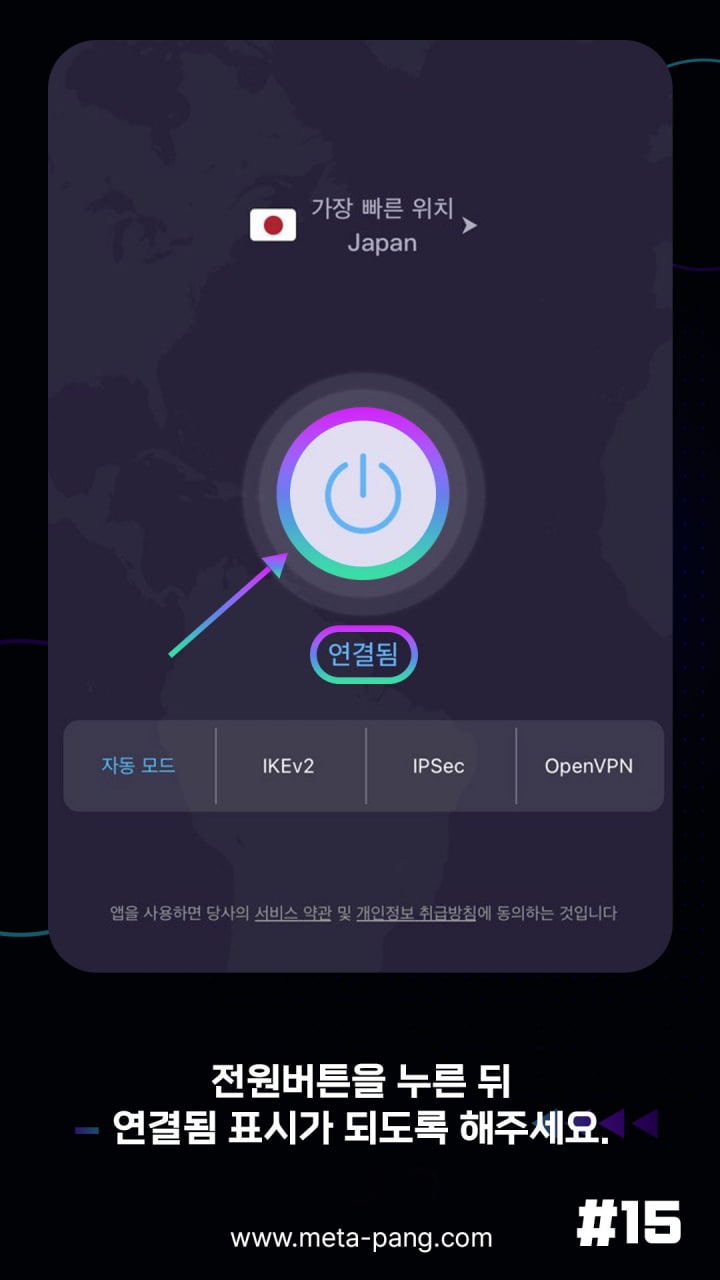 가장 빠른 위치
Japan
연결됨
자동 모드
IKEv2
IPSec
OpenVPN
앱을 사용하면 당사의 서비스 약관 및 개인정보 취급방침에 동의하는 것입니다
전원버튼을 누른 뒤
연결됨 표시가 되도록 해주세요.
#15
www.meta-pang.com